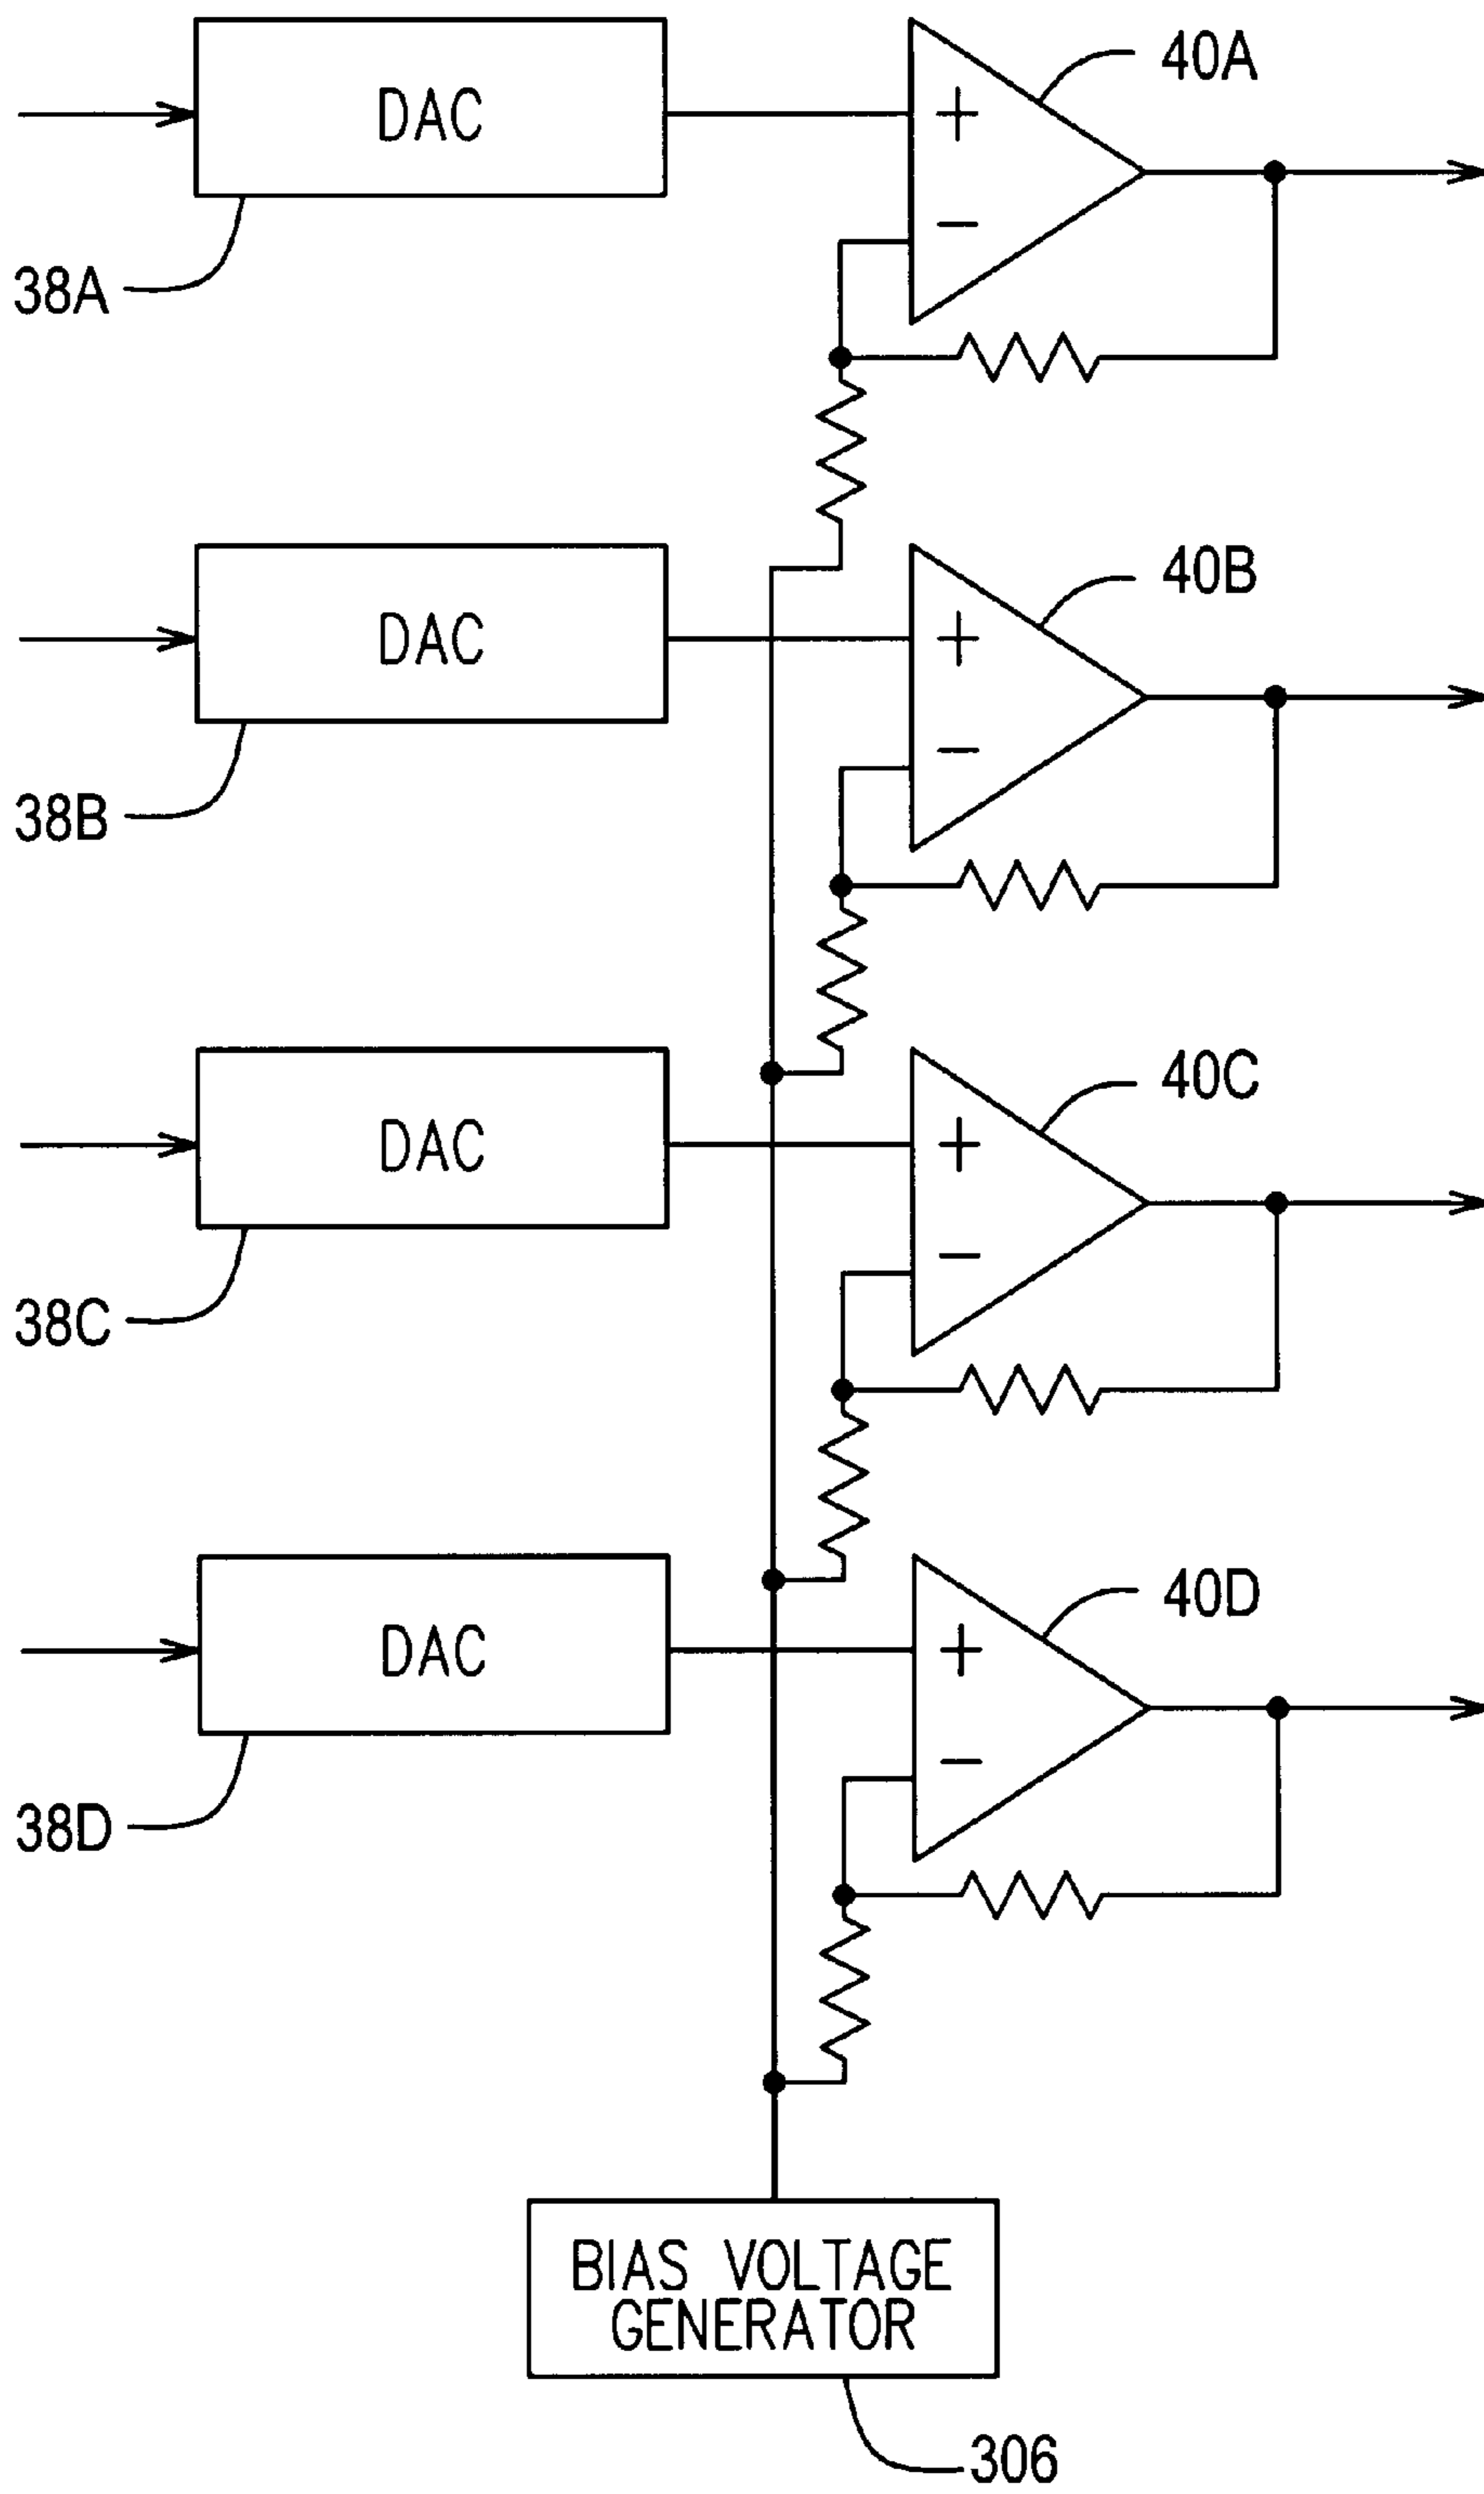 DAC
+
−
40A
38A
DAC
+
−
40B
38B
DAC
+
−
40C
38C
DAC
+
−
40D
38D
BIAS VOLTAGE
GENERATOR
306